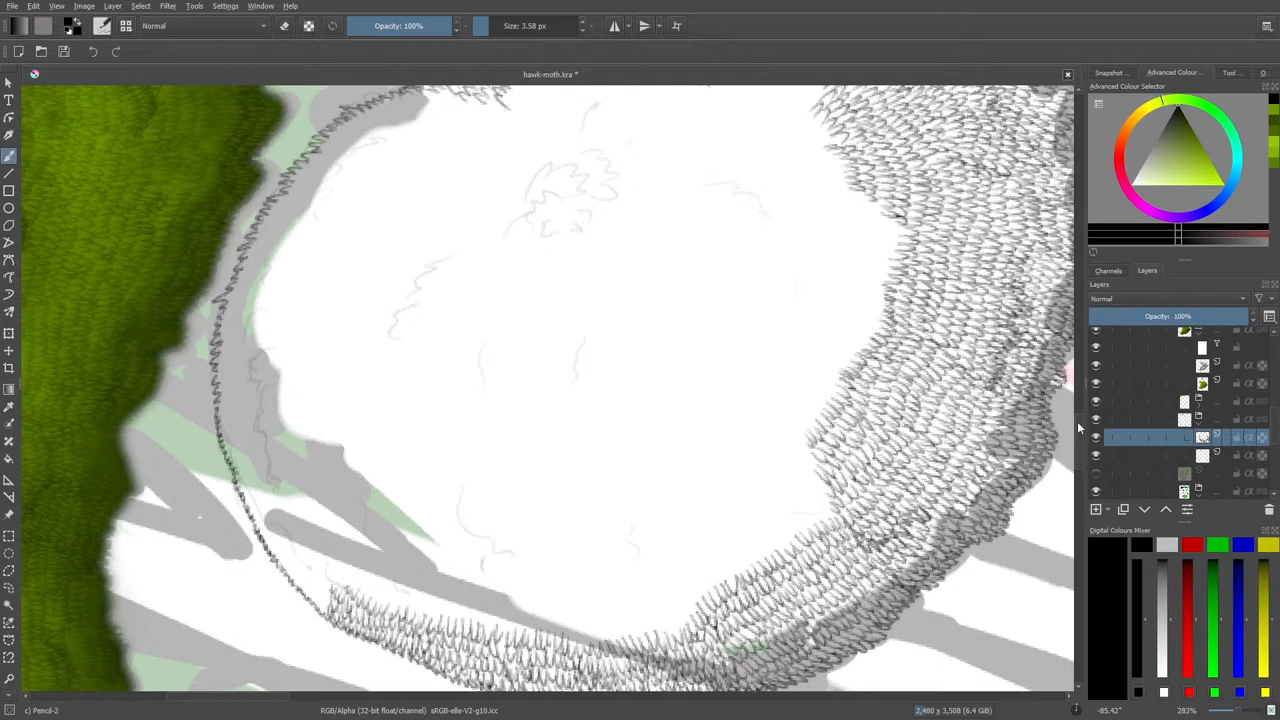 File Edit View Image Layer Select Filter Tools Settings Window Help
Normal Opacity: 100% Size: 3.58 px
hawk-moth.kra *
Snapshot ... Advanced Colour ... Tool ... O...
Advanced Colour Selector
Channels Layers
Layers
Normal
Opacity: 100%
Digital Colours Mixer
c) Pencil-2 RGB/Alpha (32-bit float/channel) sRGB-elle-V2-g10.icc 2,480 x 3,508 (6.4 GiB) -85.42° 283%